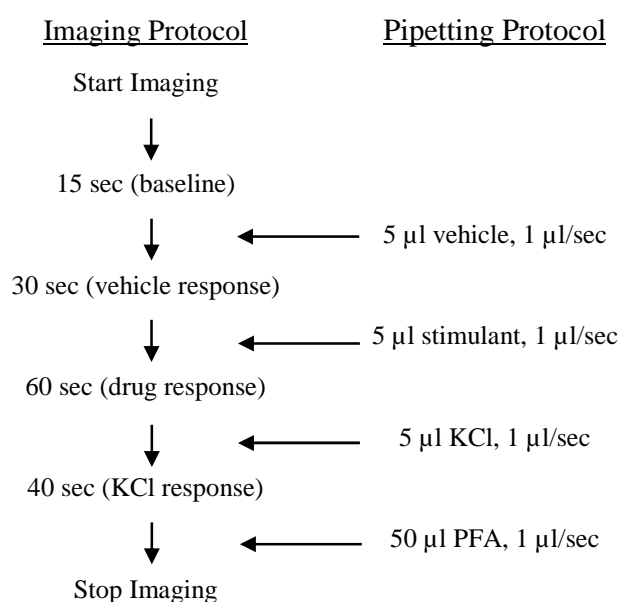 Imaging Protocol
Pipetting Protocol
Start Imaging
15 sec (baseline)
5 µl vehicle, 1 µl/sec
30 sec (vehicle response)
5 µl stimulant, 1 µl/sec
60 sec (drug response)
5 µl KCl, 1 µl/sec
40 sec (KCl response)
50 µl PFA, 1 µl/sec
Stop Imaging